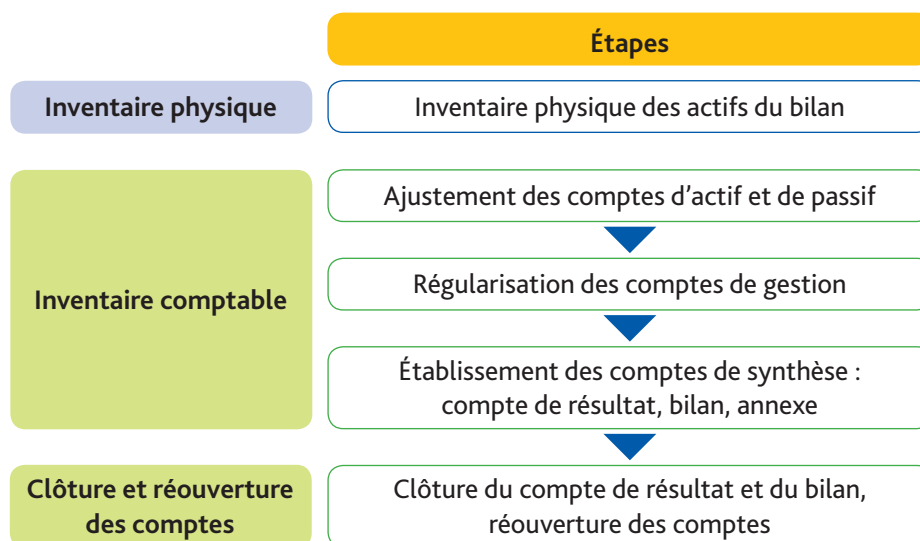 Étapes
Inventaire physique
Inventaire physique des actifs du bilan
Inventaire comptable
Ajustement des comptes d'actif et de passif
Régularisation des comptes de gestion
Établissement des comptes de synthèse :
compte de résultat, bilan, annexe
Clôture et réouverture
des comptes
Clôture du compte de résultat et du bilan,
réouverture des comptes